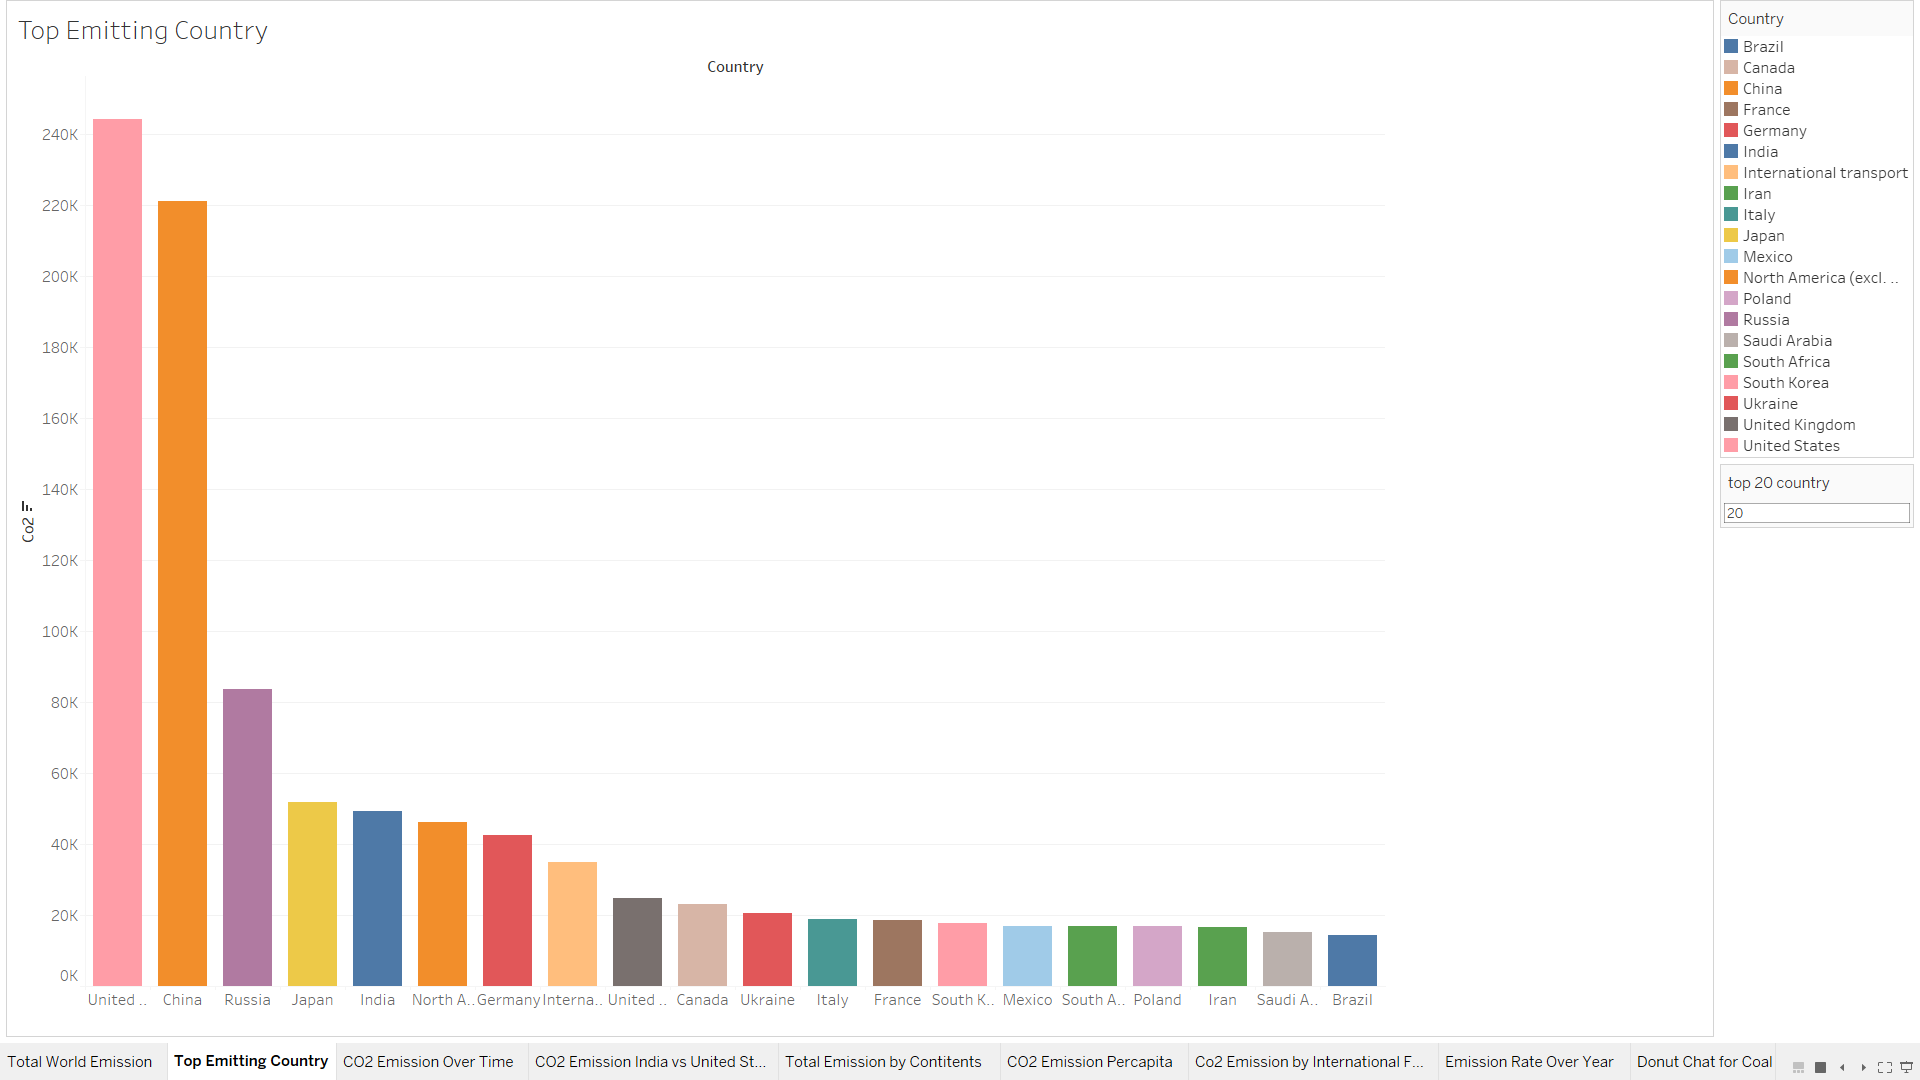 Top Emitting Country
Country
240K
220K
200K
180K
160K
140K
120K
100K
80K
60K
40K
20K
0K
Co2
United ..
China
Russia
Japan
India
North A..
Germany
Interna..
United ..
Canada
Ukraine
Italy
France
South K..
Mexico
South A..
Poland
Iran
Saudi A..
Brazil
Country
Brazil
Canada
China
France
Germany
India
International transport
Iran
Italy
Japan
Mexico
North America (excl. ..
Poland
Russia
Saudi Arabia
South Africa
South Korea
Ukraine
United Kingdom
United States
top 20 country
20
Total World Emission
Top Emitting Country
CO2 Emission Over Time
CO2 Emission India vs United St...
Total Emission by Contitents
CO2 Emission Percapita
Co2 Emission by International F...
Emission Rate Over Year
Donut Chat for Coal